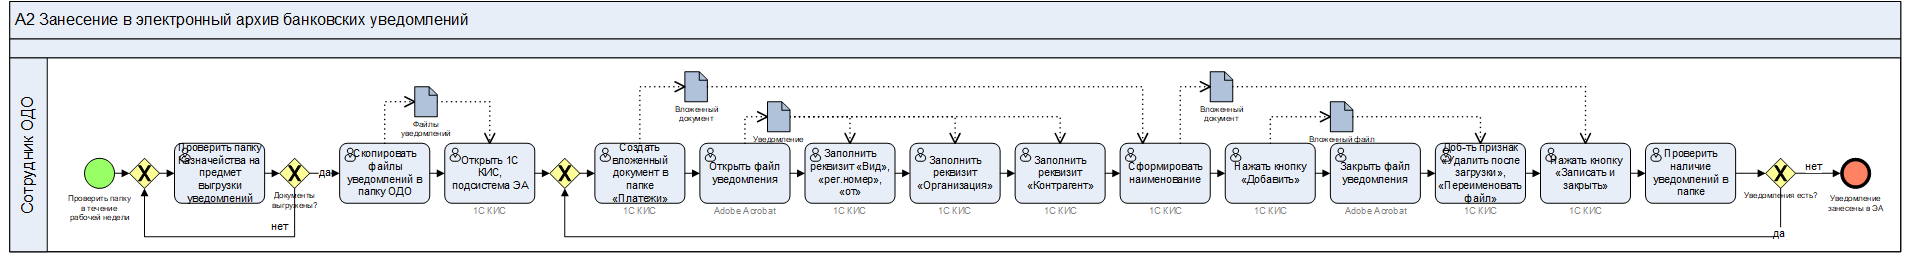 А2 Занесение в электронный архив банковских уведомлений
Сотрудник ОДО
Проверить папку
в течение
рабочей недели
Проверить папку
Казначейства на
предмет
выгрузки
уведомлений
Документы
выгружены?
да
нет
Скопировать
файлы
уведомлений в
папку ОДО
Файлы
уведомлений
Открыть 1С
КИС,
подсистема ЭА
1С КИС
Создать
вложенный
документ в
папке
«Платежи»
1С КИС
Вложенный
документ
Открыть файл
уведомления
Adobe Acrobat
Уведомление
Заполнить
реквизит «Вид»,
«рег.номер»,
«от»
1С КИС
Заполнить
реквизит
«Организация»
1С КИС
Заполнить
реквизит
«Контрагент»
1С КИС
Сформировать
наименование
1С КИС
Вложенный
документ
Нажать кнопку
«Добавить»
1С КИС
Вложенный файл
Закрыть файл
уведомления
Adobe Acrobat
Доб-ть признак
«Удалить после
загрузки»,
«Переименовать
файл»
1С КИС
Нажать кнопку
«Записать и
закрыть»
1С КИС
Проверить
наличие
уведомлений в
папке
Уведомления есть?
нет
да
Уведомление
занесены в ЭА